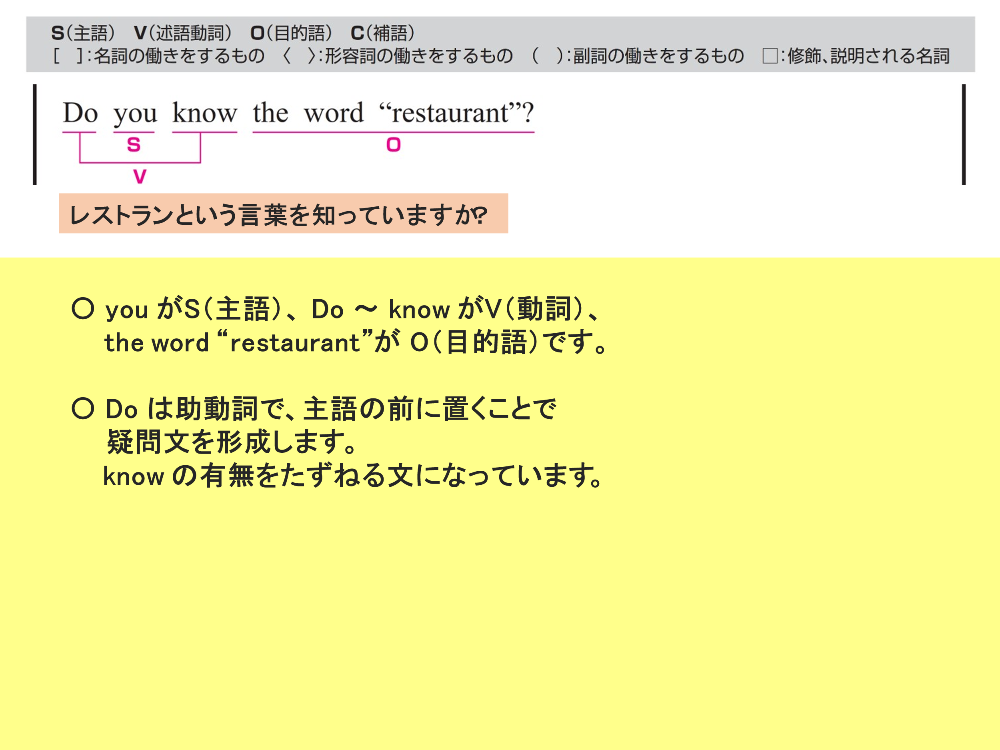 S（主語）　V（述語動詞）　O（目的語）　C（補語）
［　］：名詞の働きをするもの　〈　〉：形容詞の働きをするもの　（　）：副詞の働きをするもの　□：修飾、説明される名詞
Do you know the word “restaurant”?
S O
V
レストランという言葉を知っていますか?
〇 you がS（主語）、 Do ～ know がV（動詞）、
the word “restaurant”が O（目的語）です。
〇 Do は助動詞で、主語の前に置くことで
疑問文を形成します。
know の有無をたずねる文になっています。